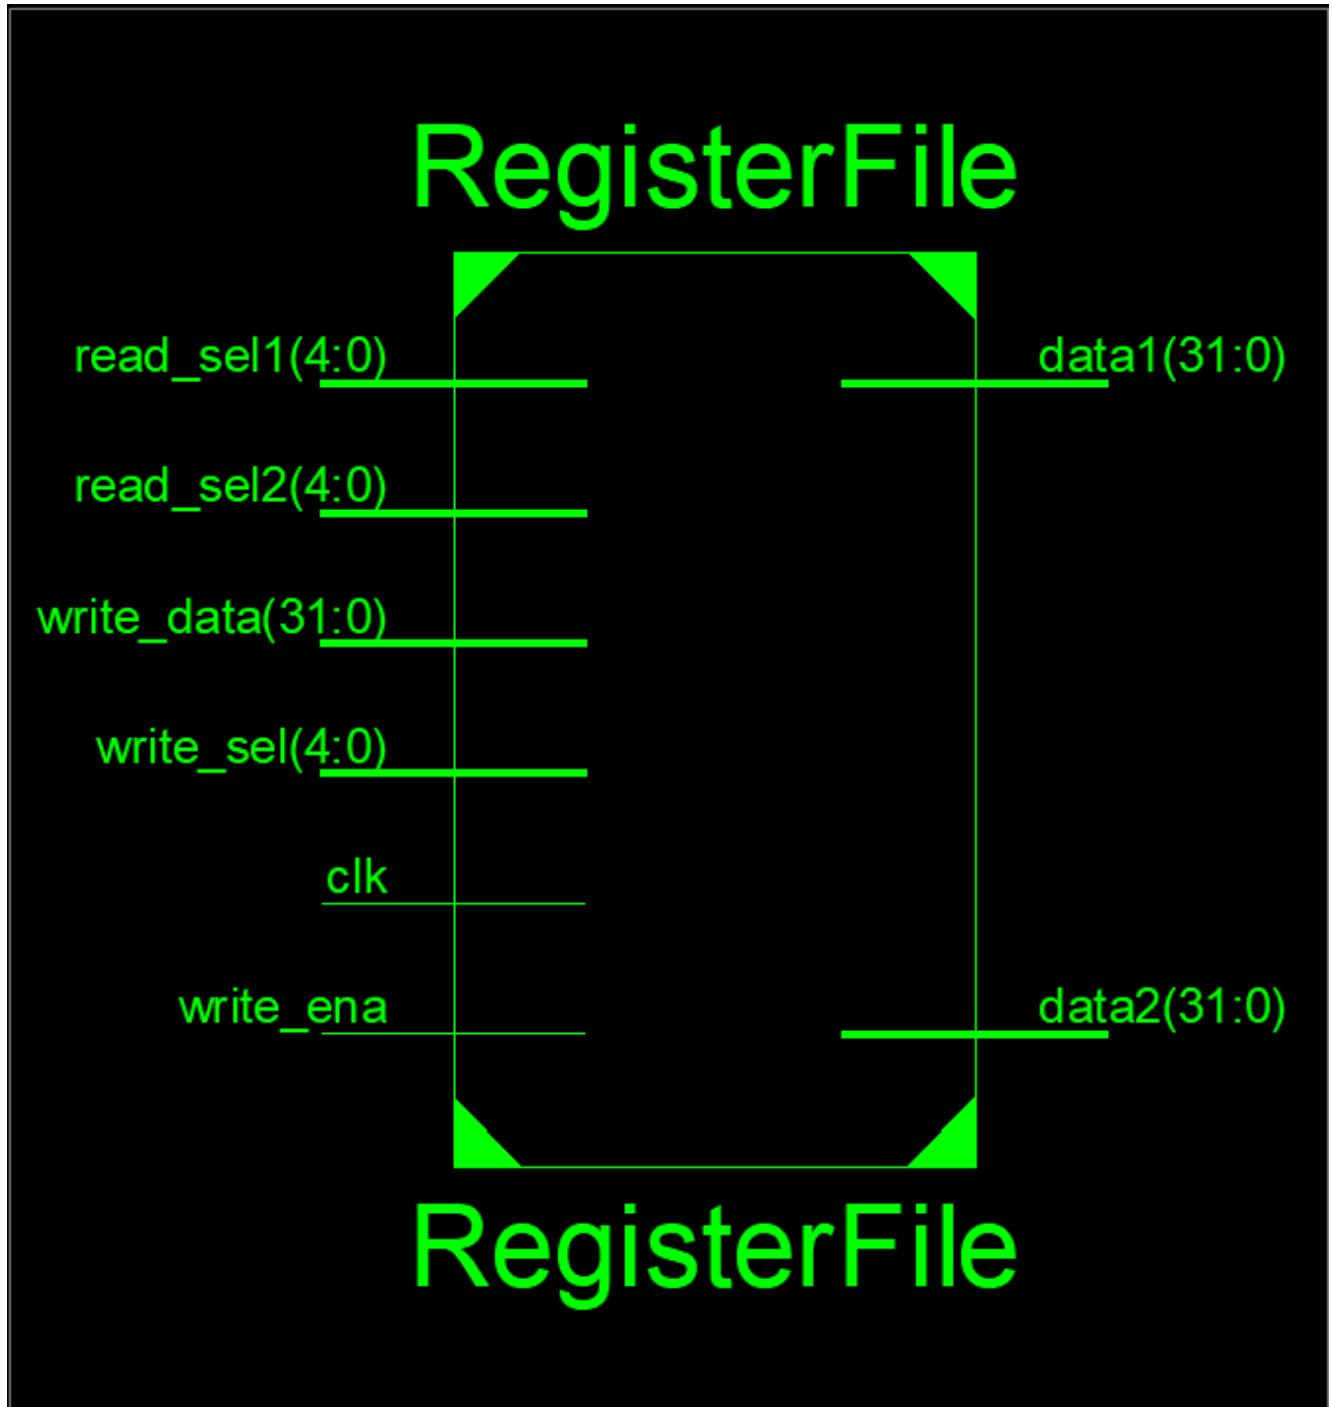 RegisterFile
read_sel1(4:0)
data1(31:0)
read_sel2(4:0)
write_data(31:0)
write_sel(4:0)
clk
write_ena
data2(31:0)
RegisterFile